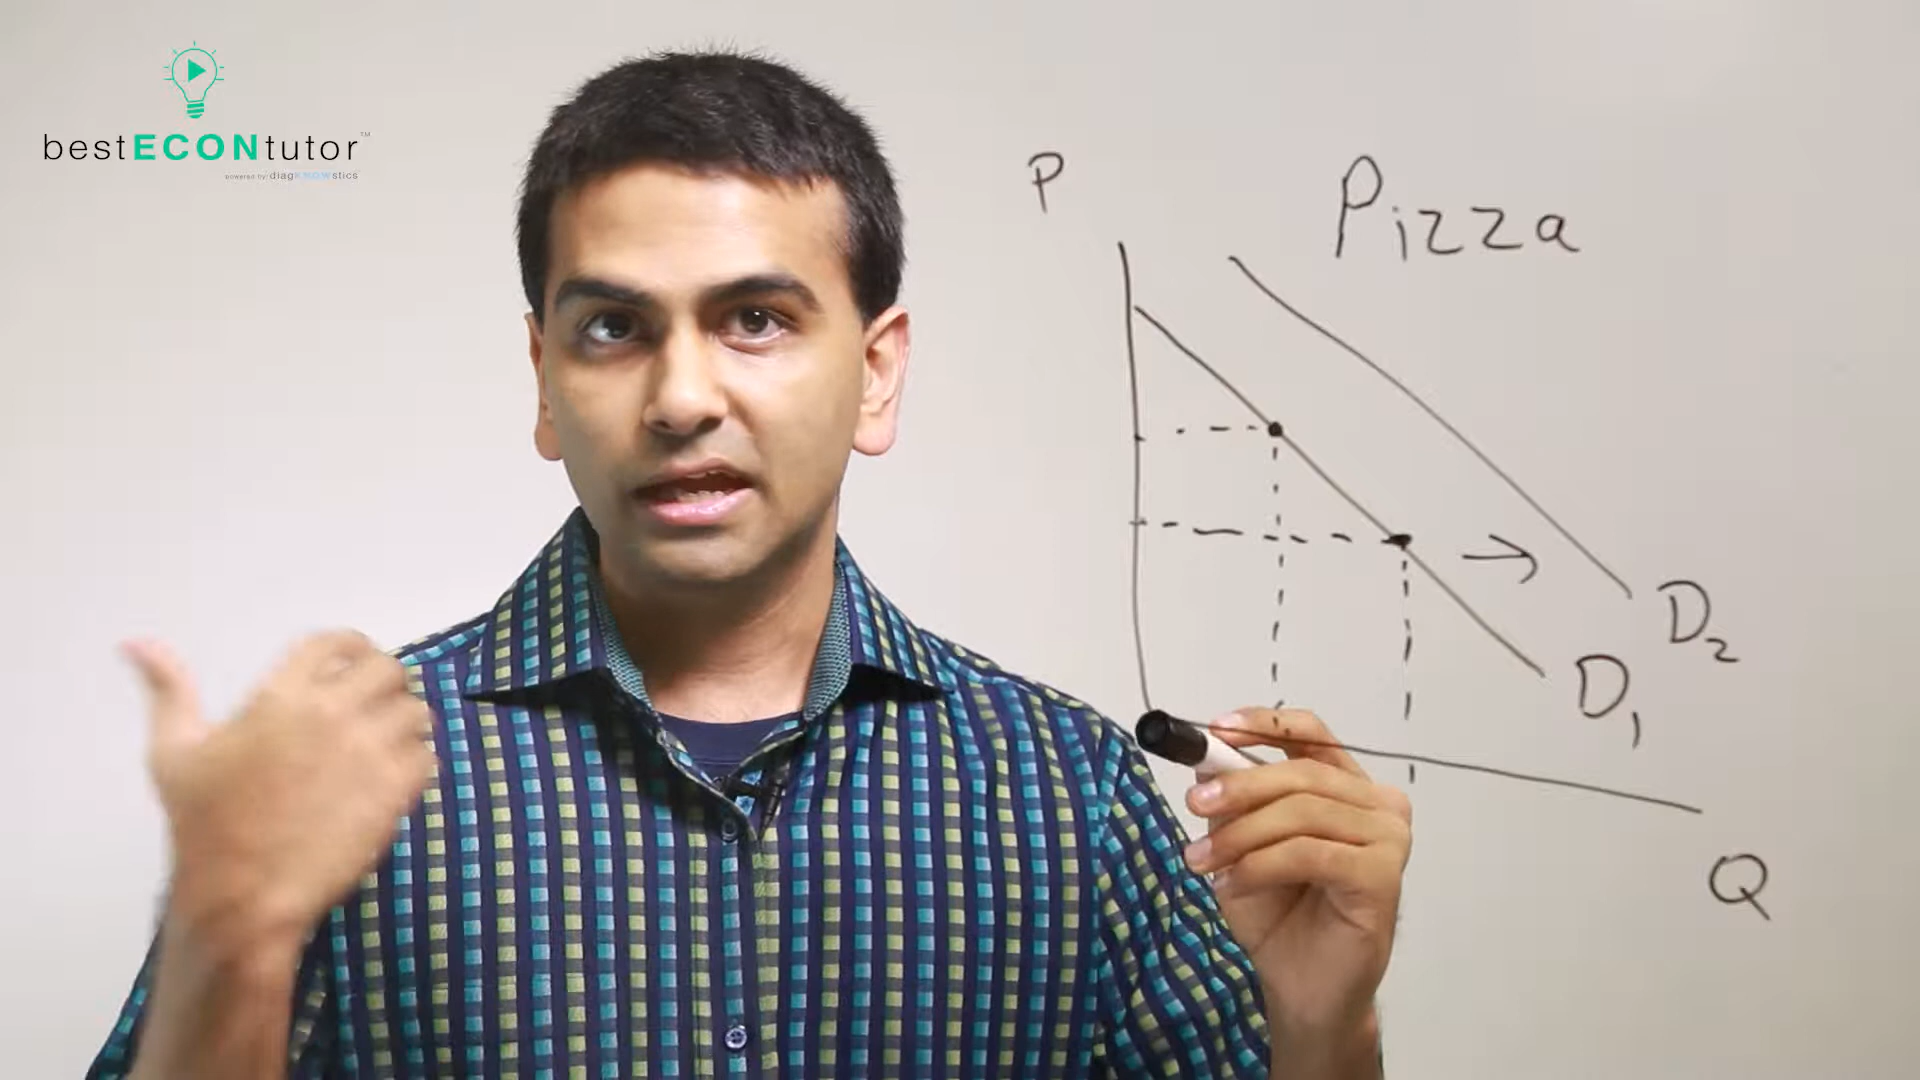 bestECONtutor™
powered by diagKNOWstics
P
Pizza
D2
D1
Q